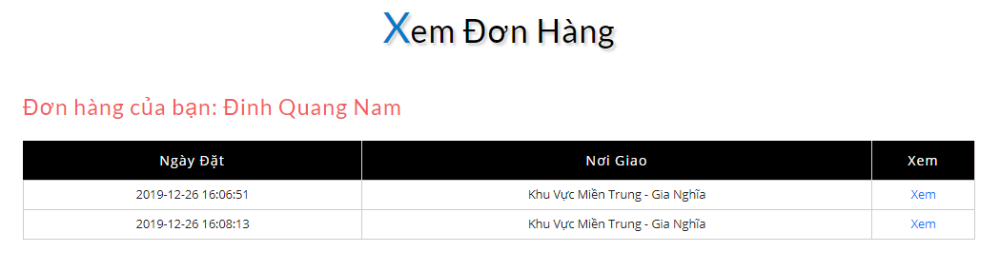 Xem Đơn Hàng
Đơn hàng của bạn: Đinh Quang Nam
Ngày Đặt Nơi Giao Xem
2019-12-26 16:06:51 Khu Vực Miền Trung - Gia Nghĩa Xem
2019-12-26 16:08:13 Khu Vực Miền Trung - Gia Nghĩa Xem